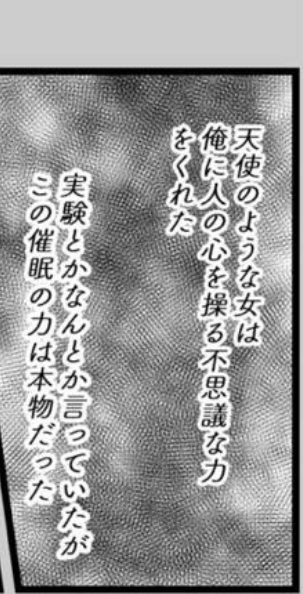 天使のような女は
俺に人の心を操る不思議な力
をくれた
実験とかなんとか言っていたが
この催眠の力は本物だった